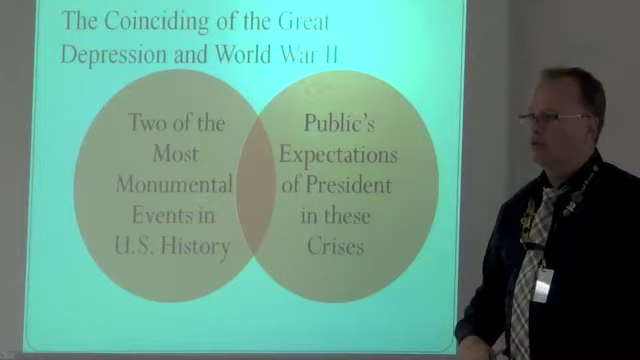 The Coinciding of the Great
Depression and World War II
Two of the
Most
Monumental
Events in
U.S. History
Public's
Expectations
of President
in these
Crises